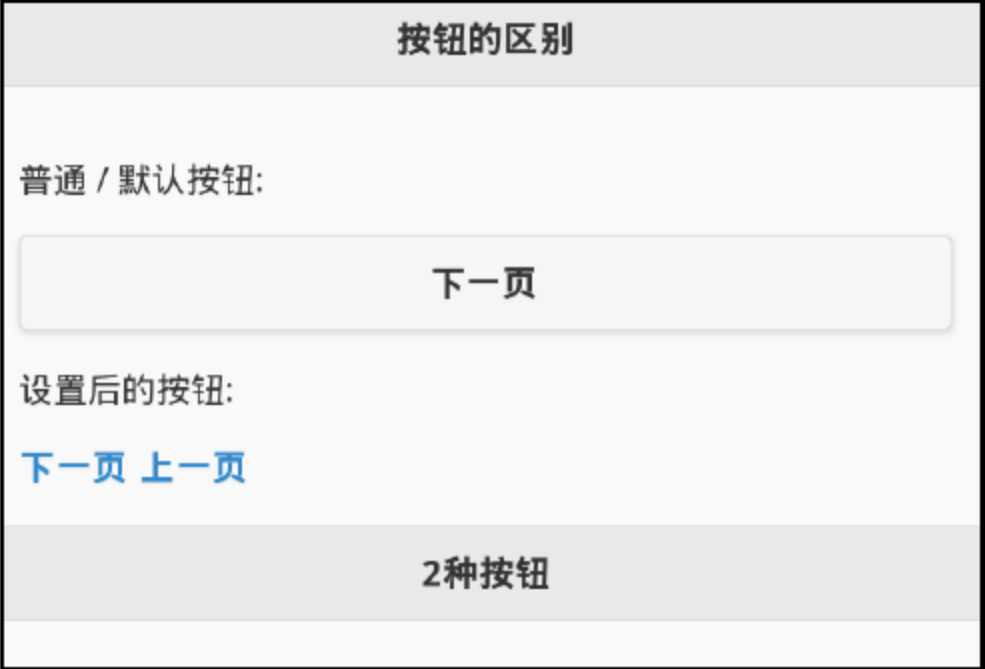 按钮的区别
普通 / 默认按钮:
下一页
设置后的按钮:
下一页 上一页
2种按钮